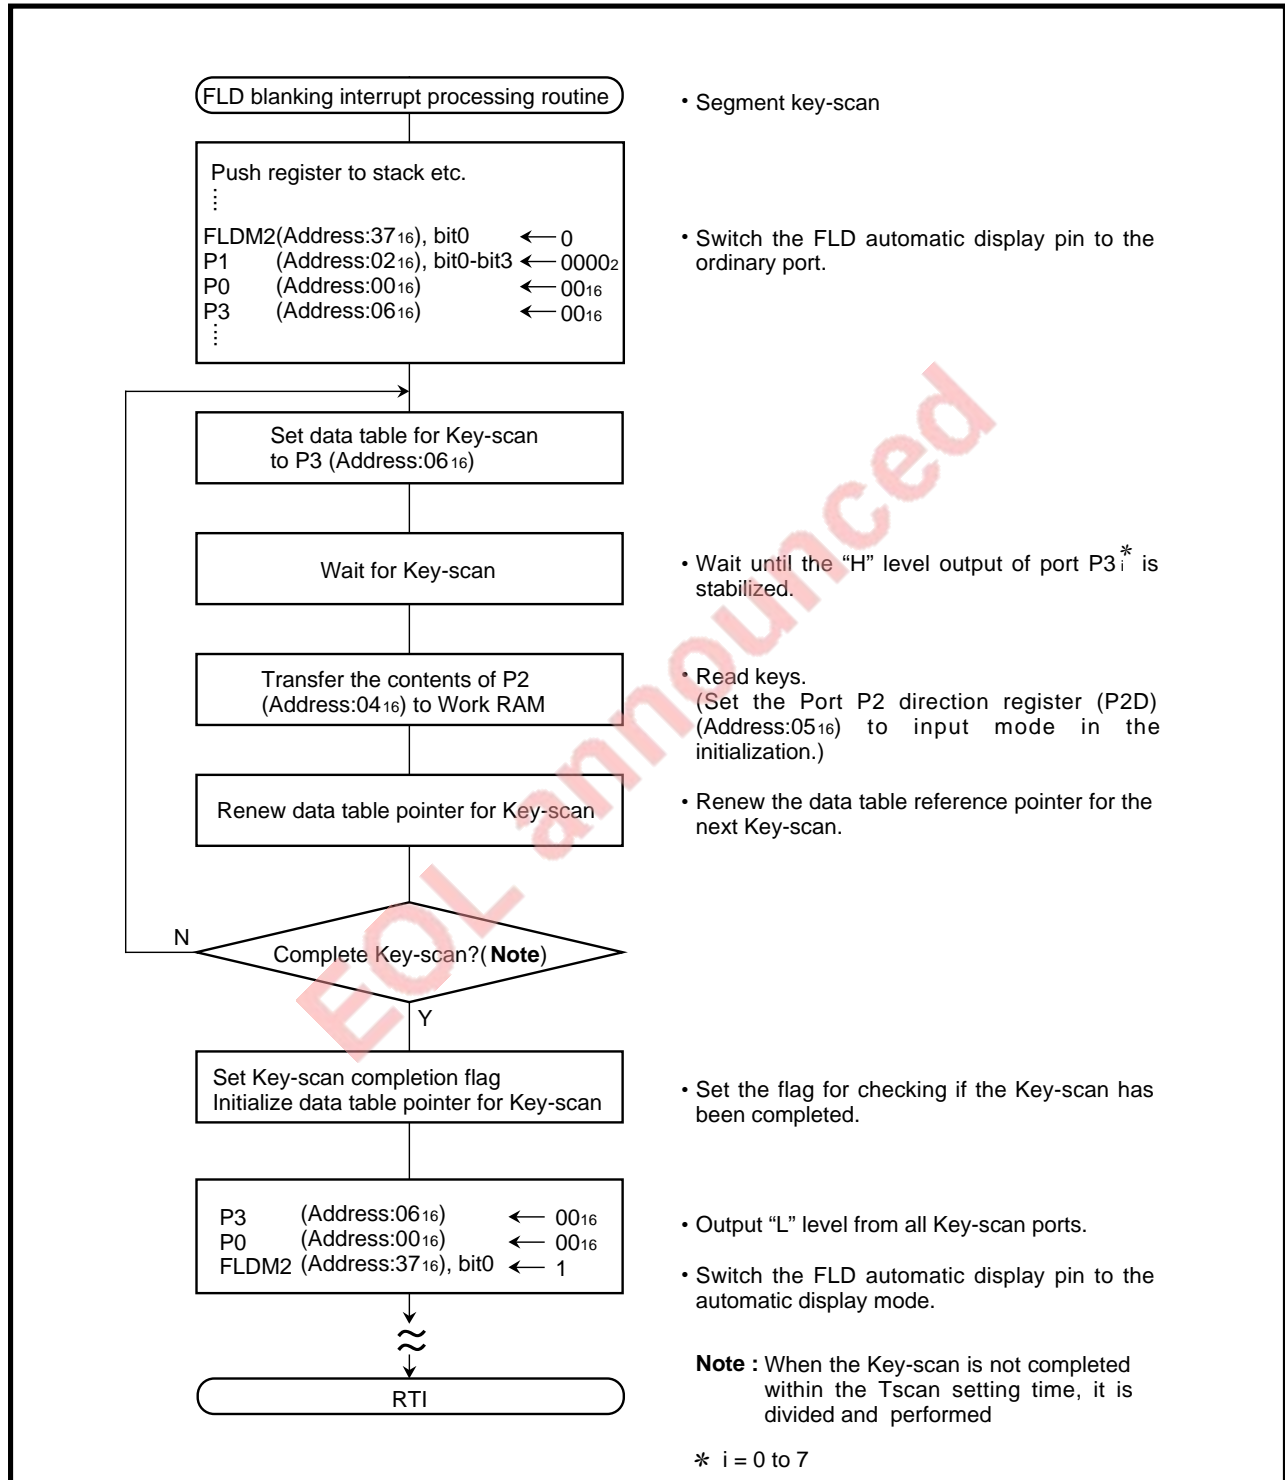 FLD blanking interrupt processing routine
• Segment key-scan
Push register to stack etc.
FLDM2(Address:37₁₆), bit0 ← 0
P1 (Address:02₁₆), bit0-bit3 ← 0000₂
P0 (Address:00₁₆) ← 00₁₆
P3 (Address:06₁₆) ← 00₁₆
• Switch the FLD automatic display pin to the
ordinary port.
Set data table for Key-scan
to P3 (Address:06₁₆)
Wait for Key-scan
• Wait until the “H” level output of port P3ᵢ* is
stabilized.
Transfer the contents of P2
(Address:04₁₆) to Work RAM
• Read keys.
(Set the Port P2 direction register (P2D)
(Address:05₁₆) to input mode in the
initialization.)
Renew data table pointer for Key-scan
• Renew the data table reference pointer for the
next Key-scan.
N
Complete Key-scan?(Note)
Y
Set Key-scan completion flag
Initialize data table pointer for Key-scan
• Set the flag for checking if the Key-scan has
been completed.
P3 (Address:06₁₆) ← 00₁₆
P0 (Address:00₁₆) ← 00₁₆
FLDM2 (Address:37₁₆), bit0 ← 1
• Output “L” level from all Key-scan ports.
• Switch the FLD automatic display pin to the
automatic display mode.
RTI
Note : When the Key-scan is not completed
within the Tscan setting time, it is
divided and performed
* i = 0 to 7
EOL announced